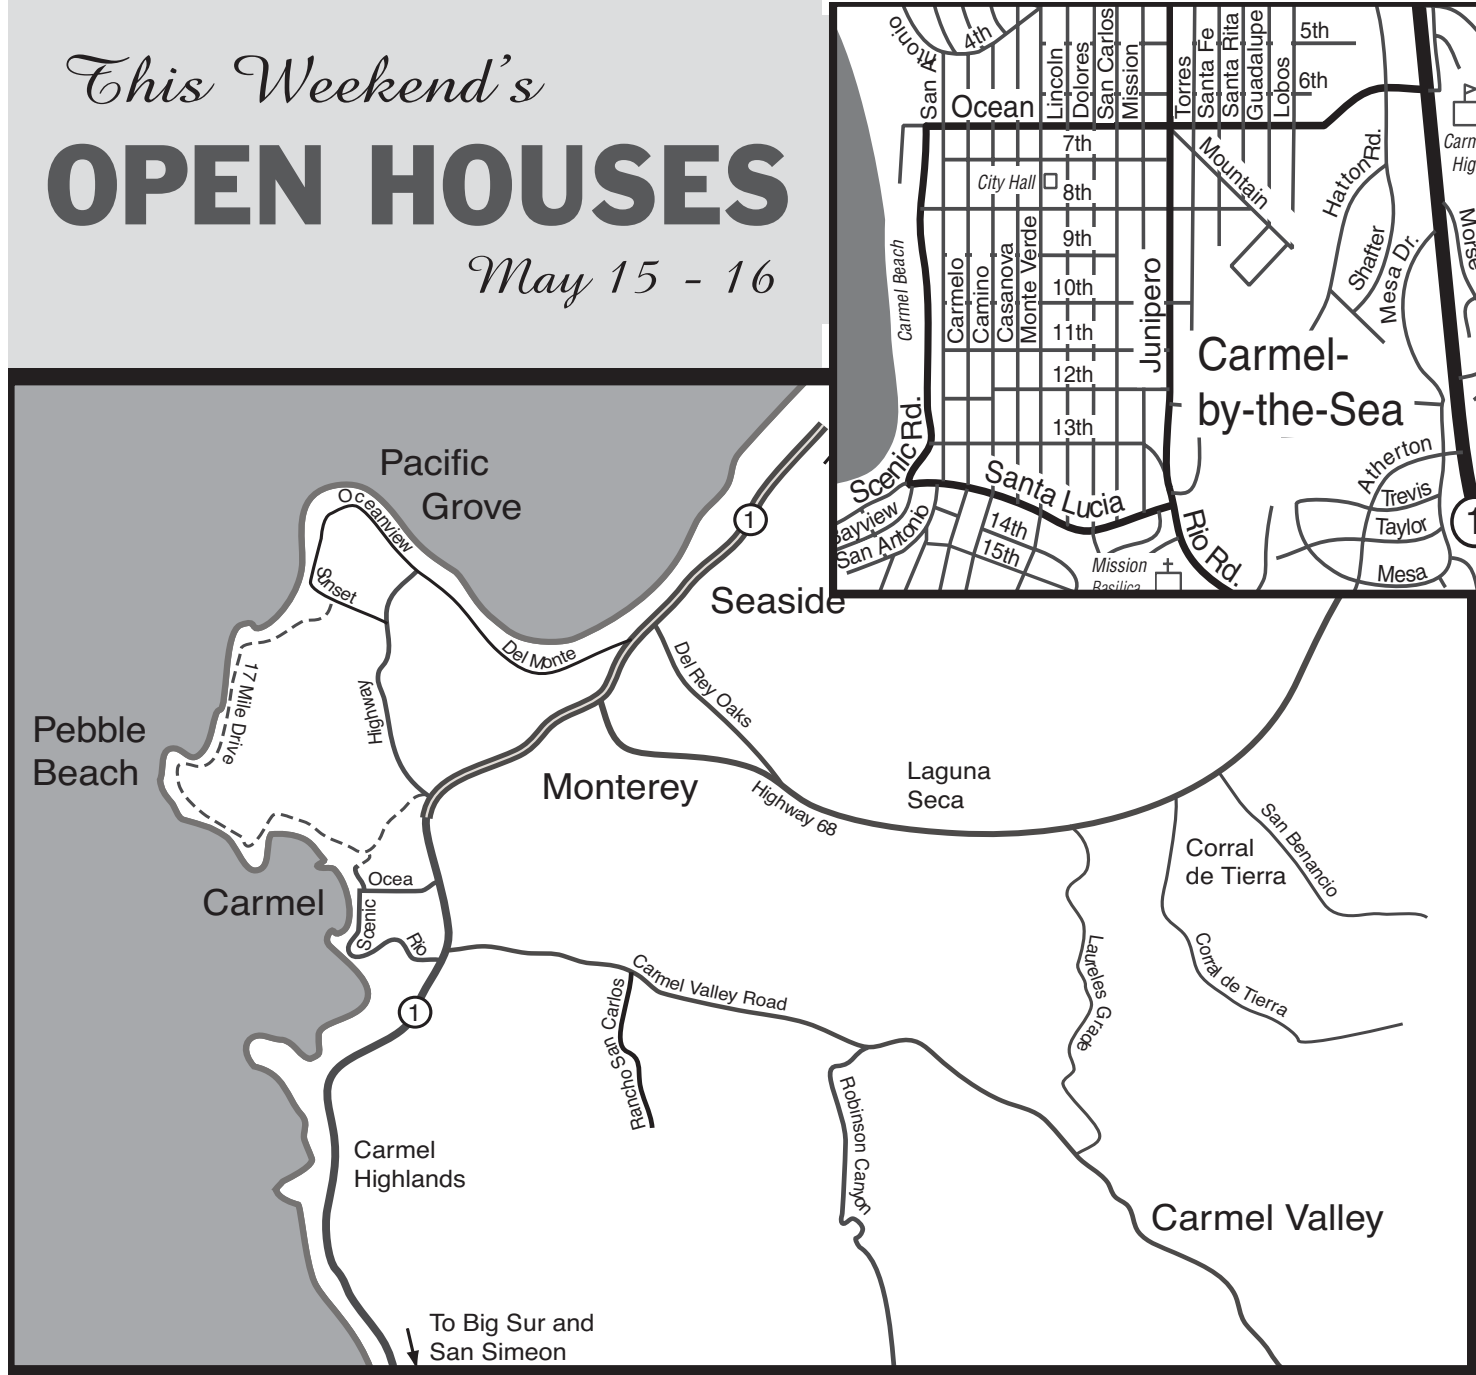 This Weekend's
OPEN HOUSES
May 15 - 16
San Antonio
4th
Ocean
Lincoln
Dolores
San Carlos
Mission
Torres
Santa Fe
Santa Rita
Guadalupe
Lobos
5th
6th
7th
City Hall
8th
Mountain
Hatton Rd.
Shafter
Mesa Dr.
Carmel Beach
9th
Carmelo
Camino
Casanova
Monte Verde
10th
11th
12th
13th
Junipero
Carmel-
by-the-Sea
Scenic Rd.
Santa Lucia
Atherton
Trevis
Taylor
Mesa
1
San Antonio
14th
15th
Mission
Basilica
Rio Rd.
Pacific
Grove
Oceanview
Sunset
1
Seaside
Del Monte
Del Rey Oaks
17 Mile Drive
Highway
Pebble
Beach
Monterey
Highway 68
Laguna
Seca
San Benancio
Corral
de Tierra
Corral de Tierra
Laureles Grade
Carmel
Ocea
Scenic
Rio
1
Carmel Valley Road
Rancho San Carlos
Robinson Canyon
Carmel
Highlands
Carmel Valley
To Big Sur and
San Simeon